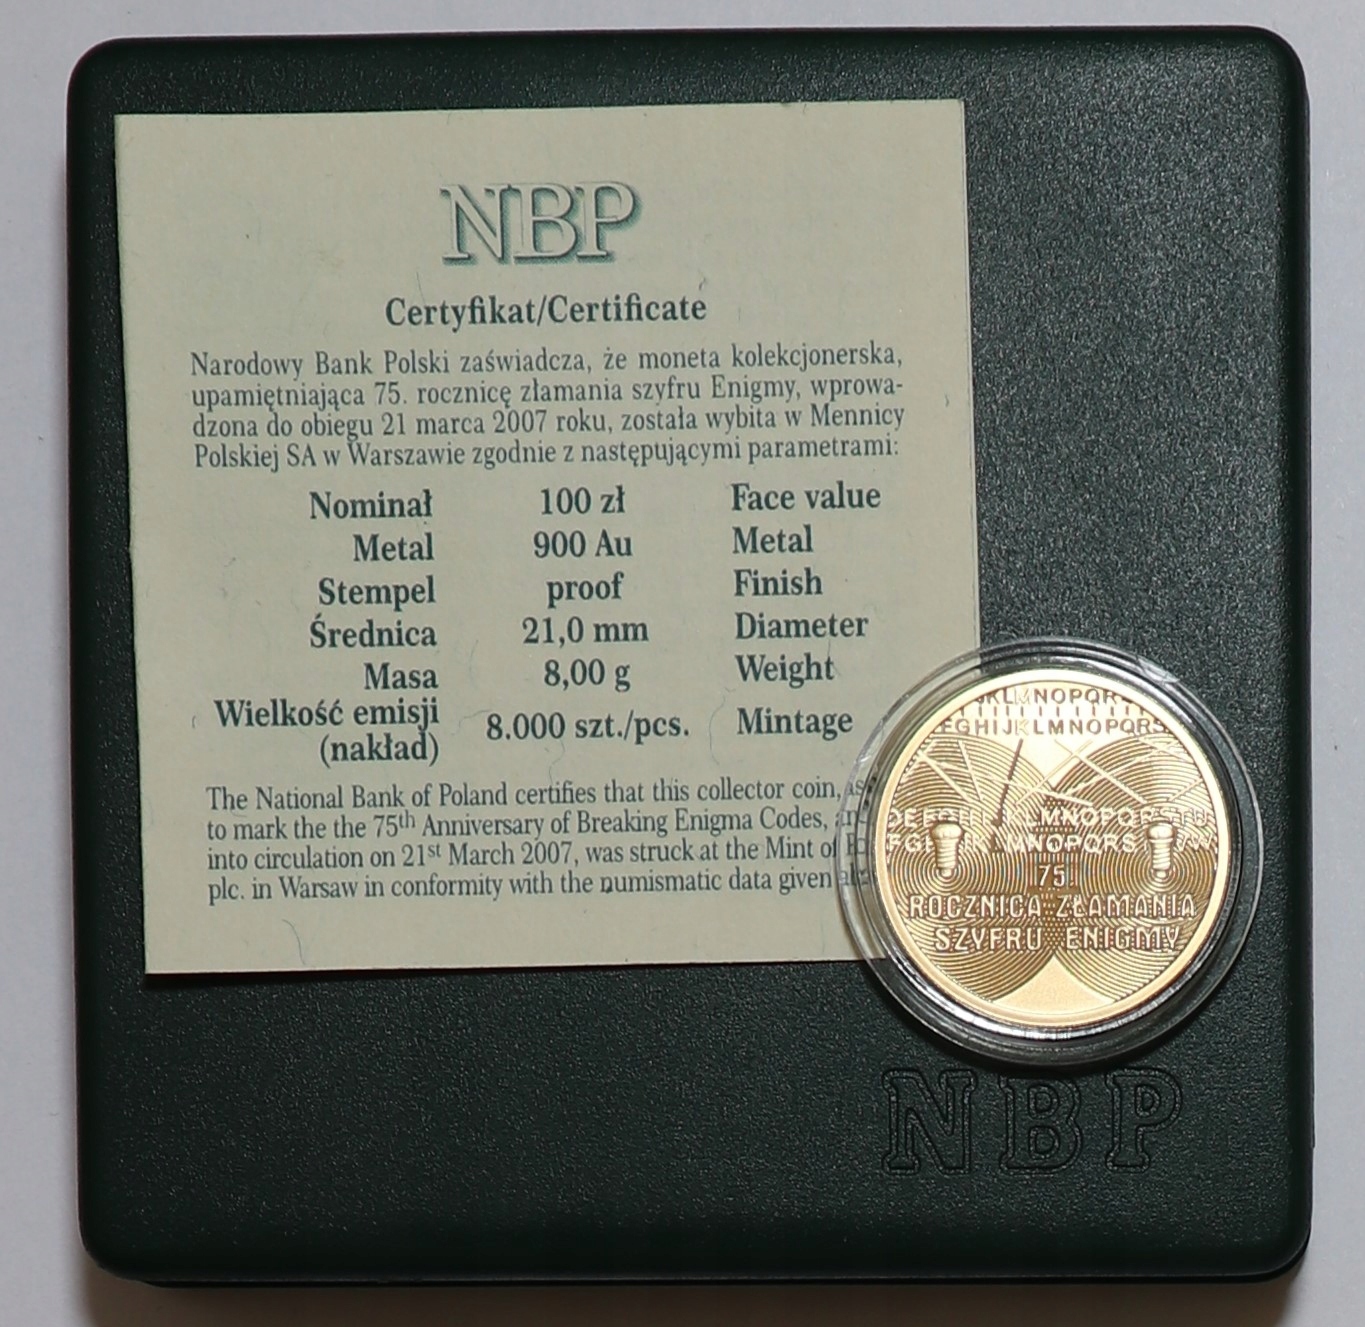 NBP
Certyfikat/Certificate
Narodowy Bank Polski zaświadcza, że moneta kolekcjonerska,
upamiętniająca 75. rocznicę złamania szyfru Enigmy, wprowa-
dzona do obiegu 21 marca 2007 roku, została wybita w Mennicy
Polskiej SA w Warszawie zgodnie z następującymi parametrami:
Nominał 100 zł Face value
Metal 900 Au Metal
Stempel proof Finish
Średnica 21,0 mm Diameter
Masa 8,00 g Weight
Wielkość emisji
(nakład) 8.000 szt./pcs. Mintage
The National Bank of Poland certifies that this collector coin,
to mark the the 75th Anniversary of Breaking Enigma Codes,
into circulation on 21st March 2007, was struck at the Mint of
plc. in Warsaw in conformity with the numismatic data given
JKLMNOPQR
FGHIJKLMNOPQRS
75
ROCZNICA ZŁAMANIA
SZYFRU ENIGMY
NBP